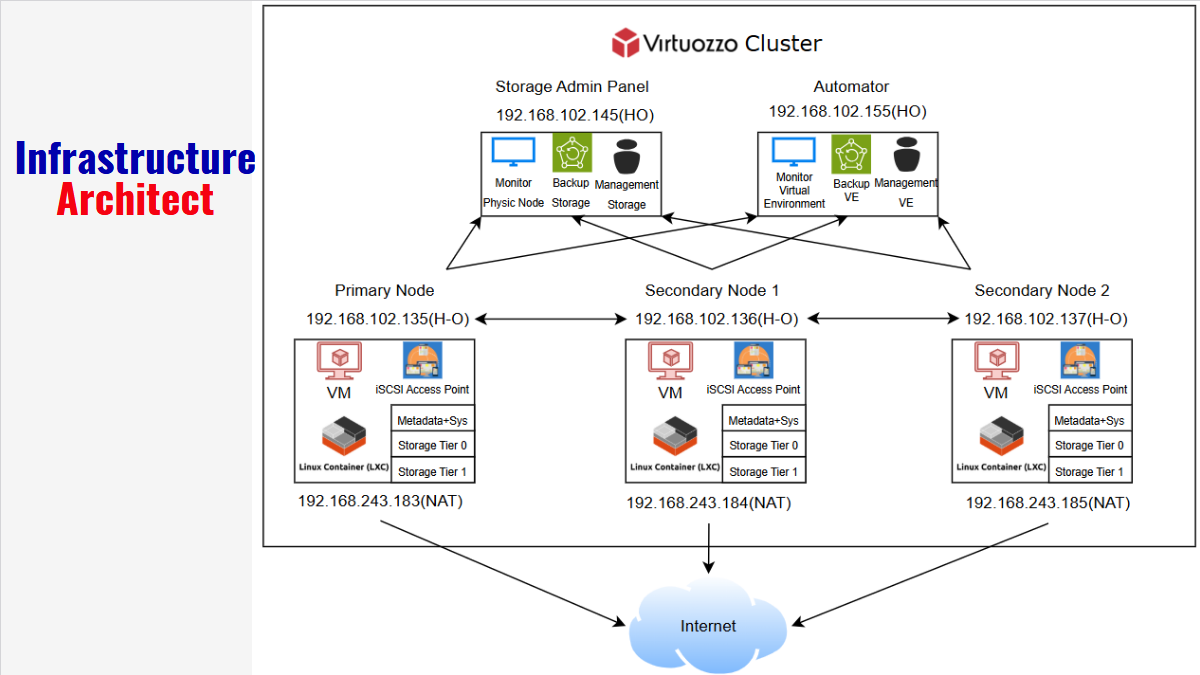 Infrastructure
Architect
Virtuozzo Cluster
Storage Admin Panel
192.168.102.145(HO)
Monitor
Physic Node
Backup
Storage
Management
Storage
Automator
192.168.102.155(HO)
Monitor
Virtual
Environment
Backup
VE
Management
VE
Primary Node
192.168.102.135(H-O)
VM
iSCSI Access Point
Linux Container (LXC)
Metadata+Sys
Storage Tier 0
Storage Tier 1
192.168.243.183(NAT)
Secondary Node 1
192.168.102.136(H-O)
VM
iSCSI Access Point
Linux Container (LXC)
Metadata+Sys
Storage Tier 0
Storage Tier 1
192.168.243.184(NAT)
Secondary Node 2
192.168.102.137(H-O)
VM
iSCSI Access Point
Linux Container (LXC)
Metadata+Sys
Storage Tier 0
Storage Tier 1
192.168.243.185(NAT)
Internet